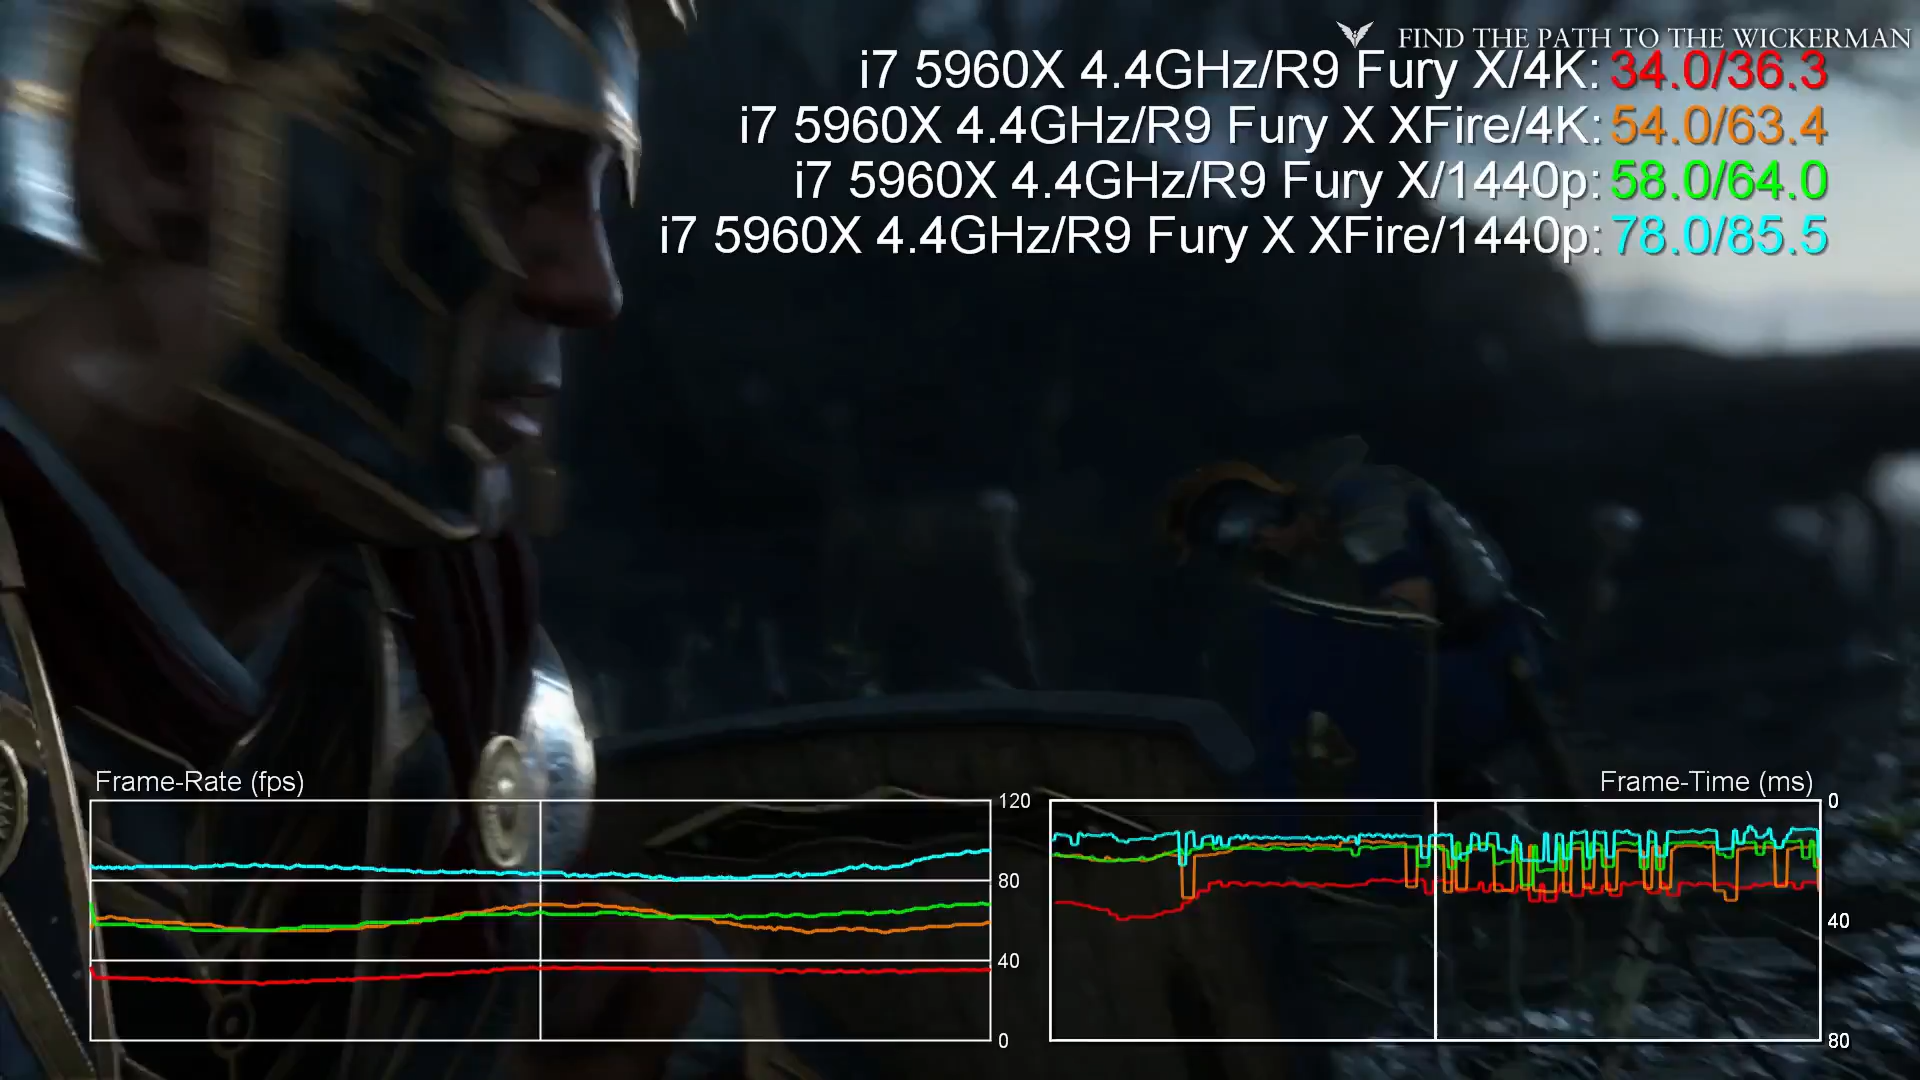 FIND THE PATH TO THE WICKERMAN
i7 5960X 4.4GHz/R9 Fury X/4K: 34.0/36.3
i7 5960X 4.4GHz/R9 Fury X XFire/4K: 54.0/63.4
i7 5960X 4.4GHz/R9 Fury X/1440p: 58.0/64.0
i7 5960X 4.4GHz/R9 Fury X XFire/1440p: 78.0/85.5
Frame-Rate (fps)
120
80
40
0
Frame-Time (ms)
0
40
80